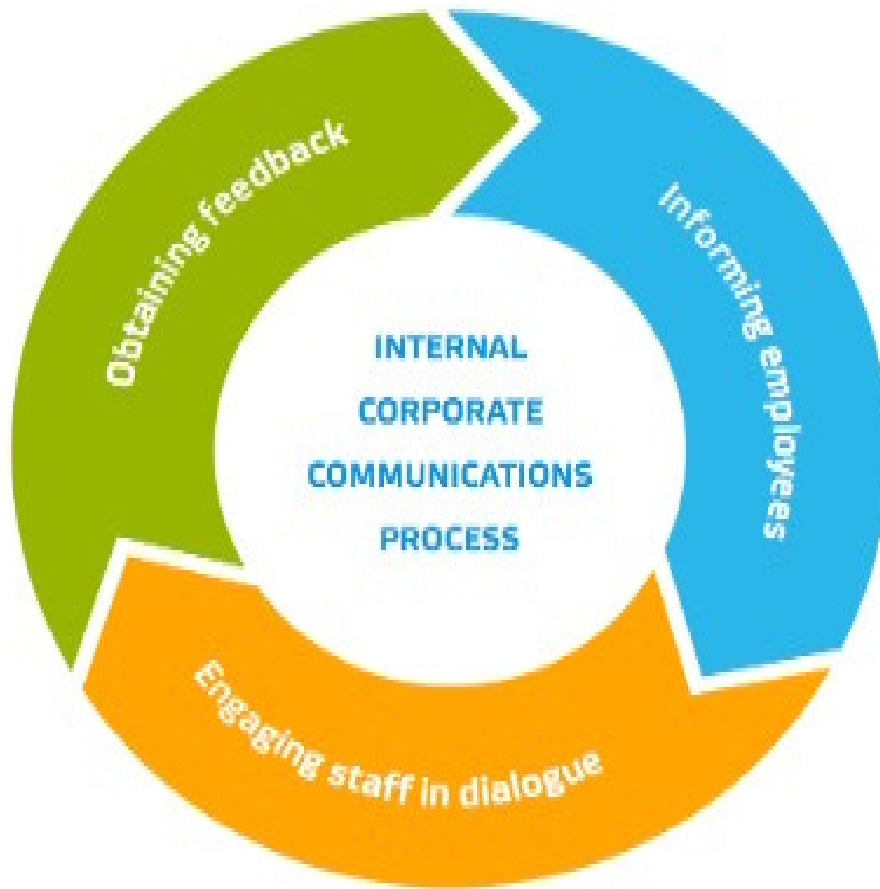 INTERNAL
CORPORATE
COMMUNICATIONS
PROCESS
Informing employees
Engaging staff in dialogue
Obtaining feedback